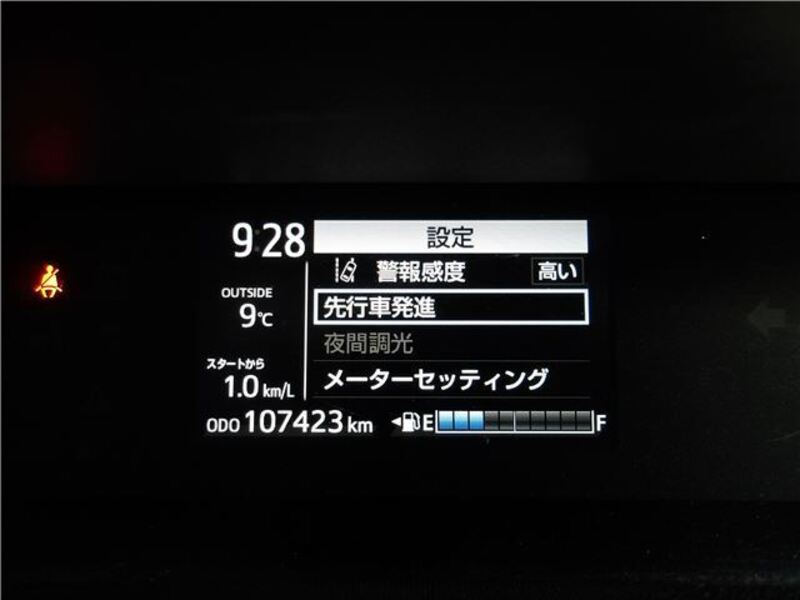 9:28
設定
警報感度 高い
OUTSIDE
9℃
先行車発進
夜間調光
スタートから
1.0 km/L
メーターセッティング
ODO 107423 km
E F